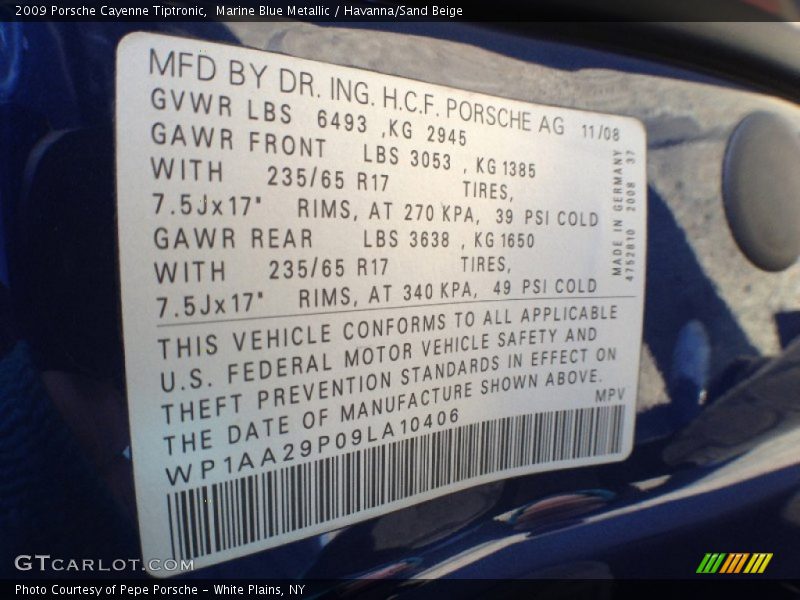 2009 Porsche Cayenne Tiptronic,  Marine Blue Metallic / Havanna/Sand Beige
MFD BY DR. ING. H.C.F. PORSCHE AG 11/08
GVWR LBS 6493 ,KG 2945
GAWR FRONT LBS 3053 , KG 1385
WITH 235/65 R17 TIRES,
7.5Jx17" RIMS, AT 270 KPA, 39 PSI COLD
GAWR REAR LBS 3638 , KG 1650
WITH 235/65 R17 TIRES,
7.5Jx17" RIMS, AT 340 KPA, 49 PSI COLD
MADE IN GERMANY
4752810 2008 37
THIS VEHICLE CONFORMS TO ALL APPLICABLE
U.S. FEDERAL MOTOR VEHICLE SAFETY AND
THEFT PREVENTION STANDARDS IN EFFECT ON
THE DATE OF MANUFACTURE SHOWN ABOVE.
WP1AA29P09LA10406 MPV
GTCARLOT.COM
Photo Courtesy of Pepe Porsche – White Plains, NY